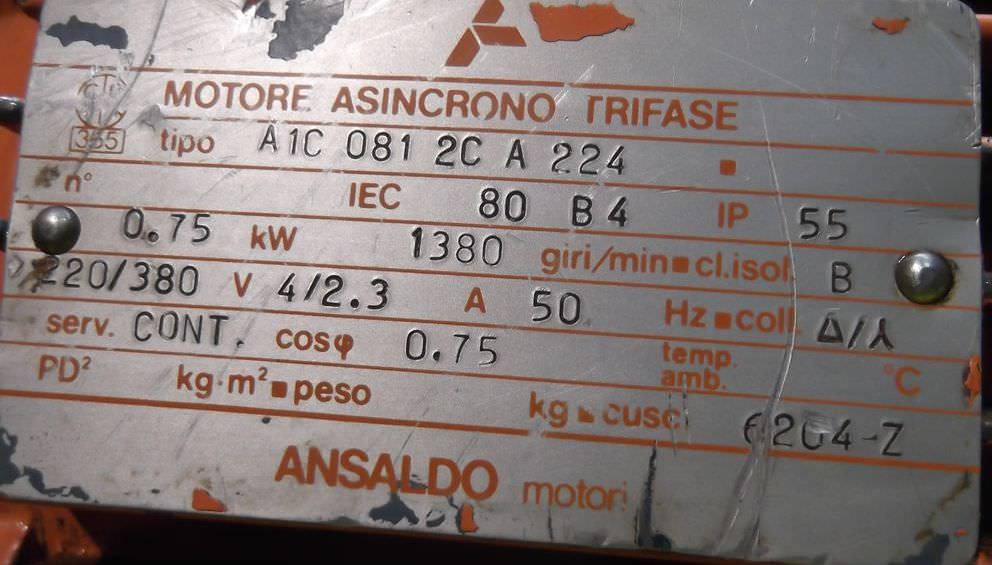 MOTORE ASINCRONO TRIFASE
365
tipo A1C 081 2C A 224
n°
IEC 80 B4 IP 55
0.75 kW 1380 giri/min ■ cl.isol. B
220/380 V 4/2.3 A 50 Hz ■ coll. Δ/Y
serv. CONT. cosφ 0.75 temp. amb. °C
PD² kg·m² ■ peso kg ■ cusc. 6204-Z
ANSALDO motori